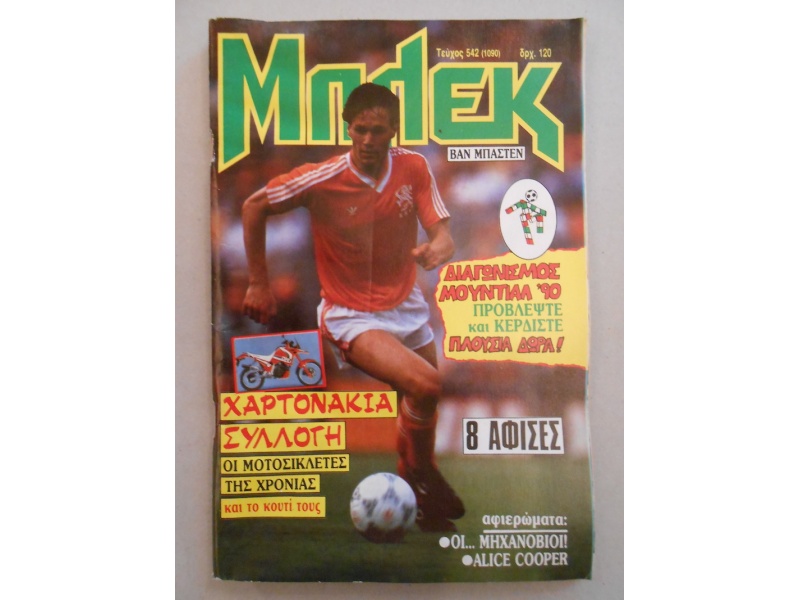 Τεύχος 542 (1090) δρχ. 120
Μπλεκ
ΒΑΝ ΜΠΑΣΤΕΝ
ΔΙΑΓΩΝΙΣΜΟΣ
ΜΟΥΝΤΙΑΛ '90
ΠΡΟΒΛΕΨΤΕ
και ΚΕΡΔΙΣΤΕ
ΠΛΟΥΣΙΑ ΔΩΡΑ!
ΧΑΡΤΟΝΑΚΙΑ
ΣΥΛΛΟΓΗ
ΟΙ ΜΟΤΟΣΙΚΛΕΤΕΣ
ΤΗΣ ΧΡΟΝΙΑΣ
και το κουτί τους
8 ΑΦΙΣΕΣ
αφιερώματα:
●ΟΙ... ΜΗΧΑΝΟΒΙΟΙ!
●ALICE COOPER